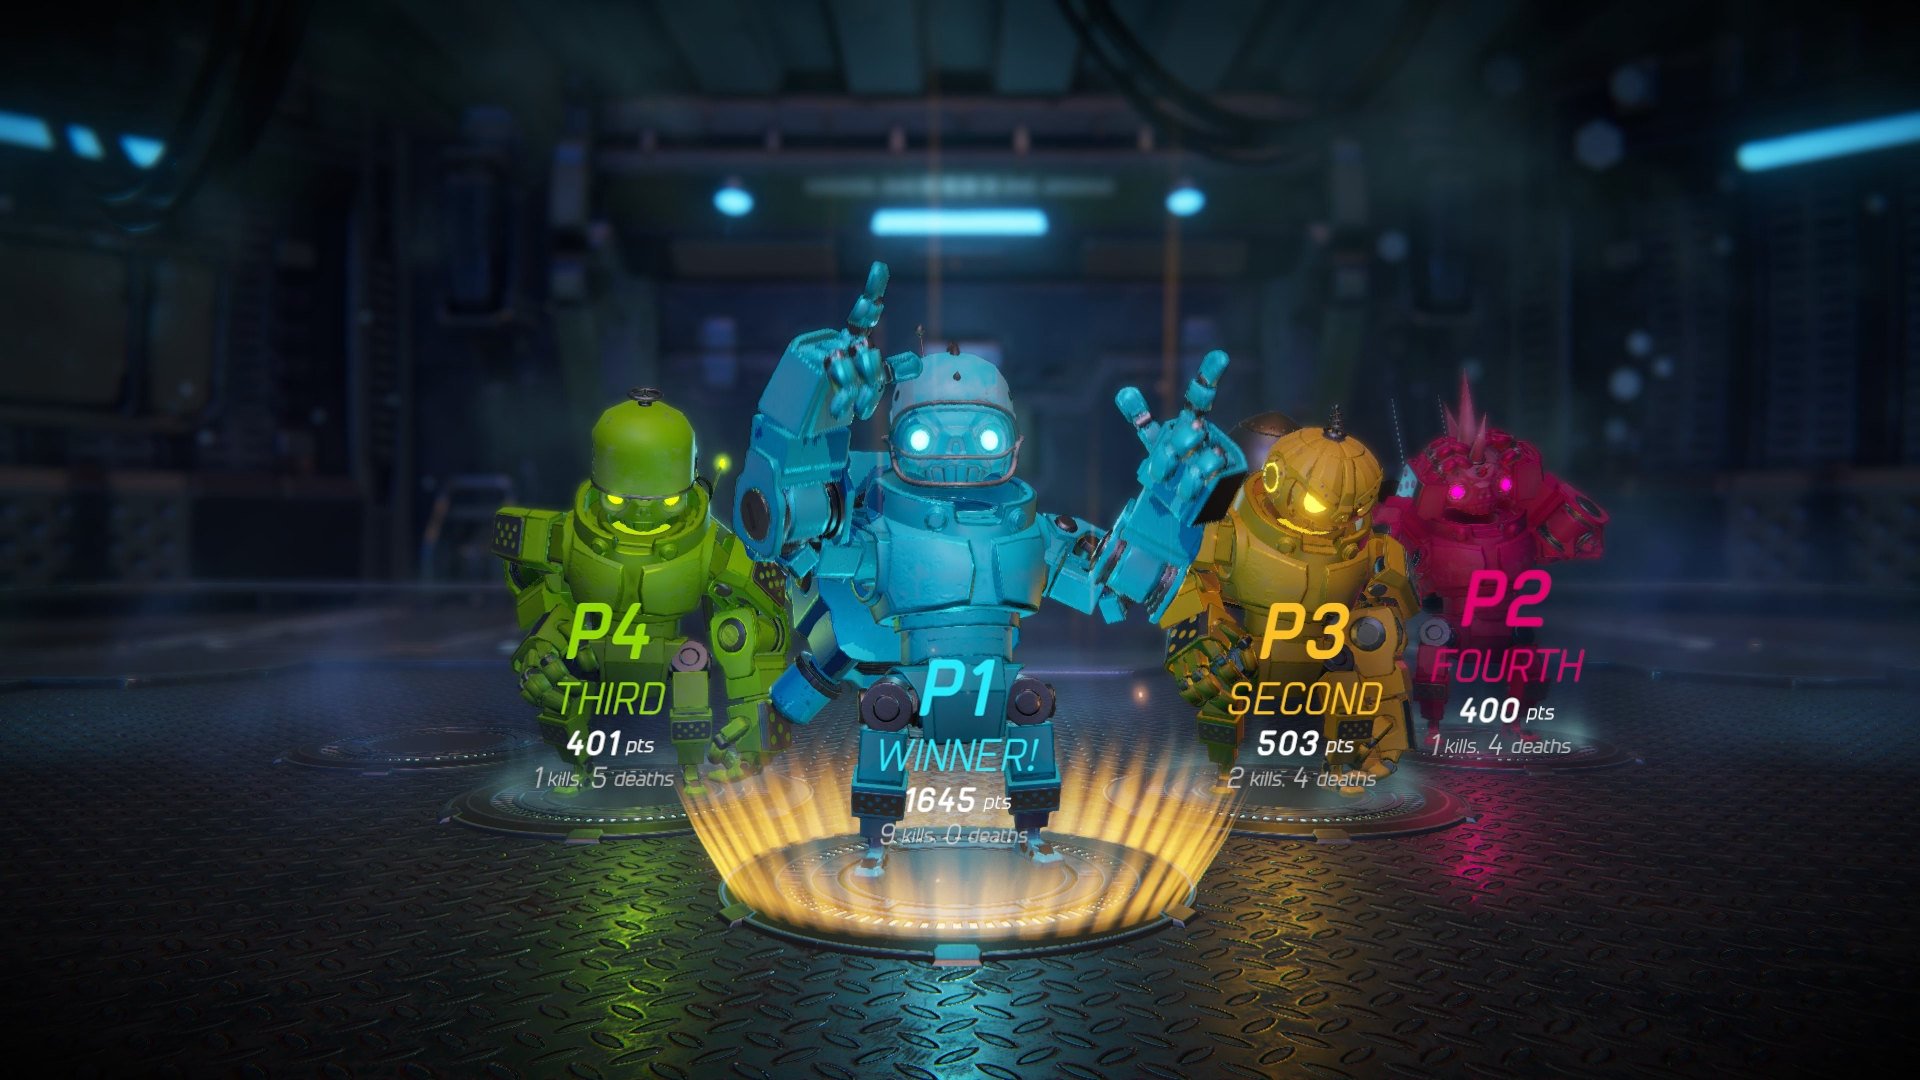 P4
THIRD
401 pts
1 kills, 5 deaths
P1
WINNER!
1645 pts
9 kills, 0 deaths
P3
SECOND
503 pts
2 kills, 4 deaths
P2
FOURTH
400 pts
1 kills, 4 deaths